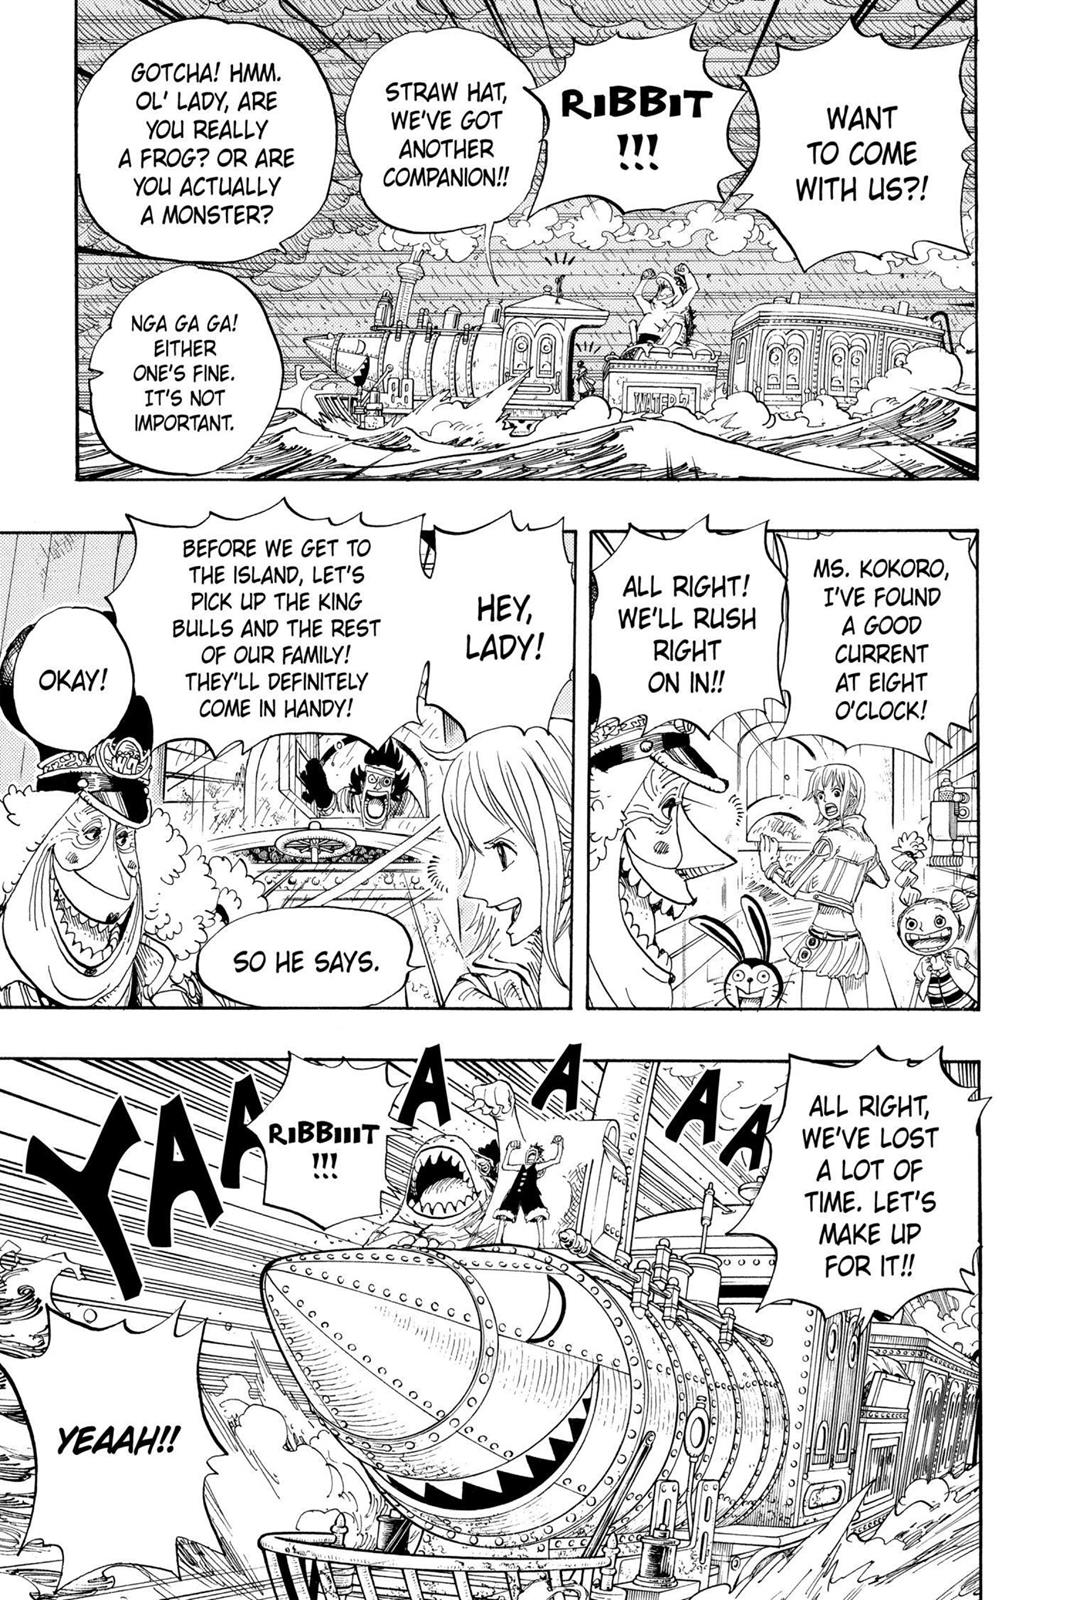 WANT
TO COME
WITH US?!
RIBBIT
!!!
STRAW HAT,
WE'VE GOT
ANOTHER
COMPANION!!
GOTCHA! HMM.
OL' LADY, ARE
YOU REALLY
A FROG? OR ARE
YOU ACTUALLY
A MONSTER?
NGA GA GA!
EITHER
ONE'S FINE.
IT'S NOT
IMPORTANT.
WATER 7
MS. KOKORO,
I'VE FOUND
A GOOD
CURRENT
AT EIGHT
O'CLOCK!
ALL RIGHT!
WE'LL RUSH
RIGHT
ON IN!!
HEY,
LADY!
BEFORE WE GET TO
THE ISLAND, LET'S
PICK UP THE KING
BULLS AND THE REST
OF OUR FAMILY!
THEY'LL DEFINITELY
COME IN HANDY!
SO HE SAYS.
OKAY!
ALL RIGHT,
WE'VE LOST
A LOT OF
TIME. LET'S
MAKE UP
FOR IT!!
RIBBIIIT
!!!
YAAAAAAA
YEAAH!!